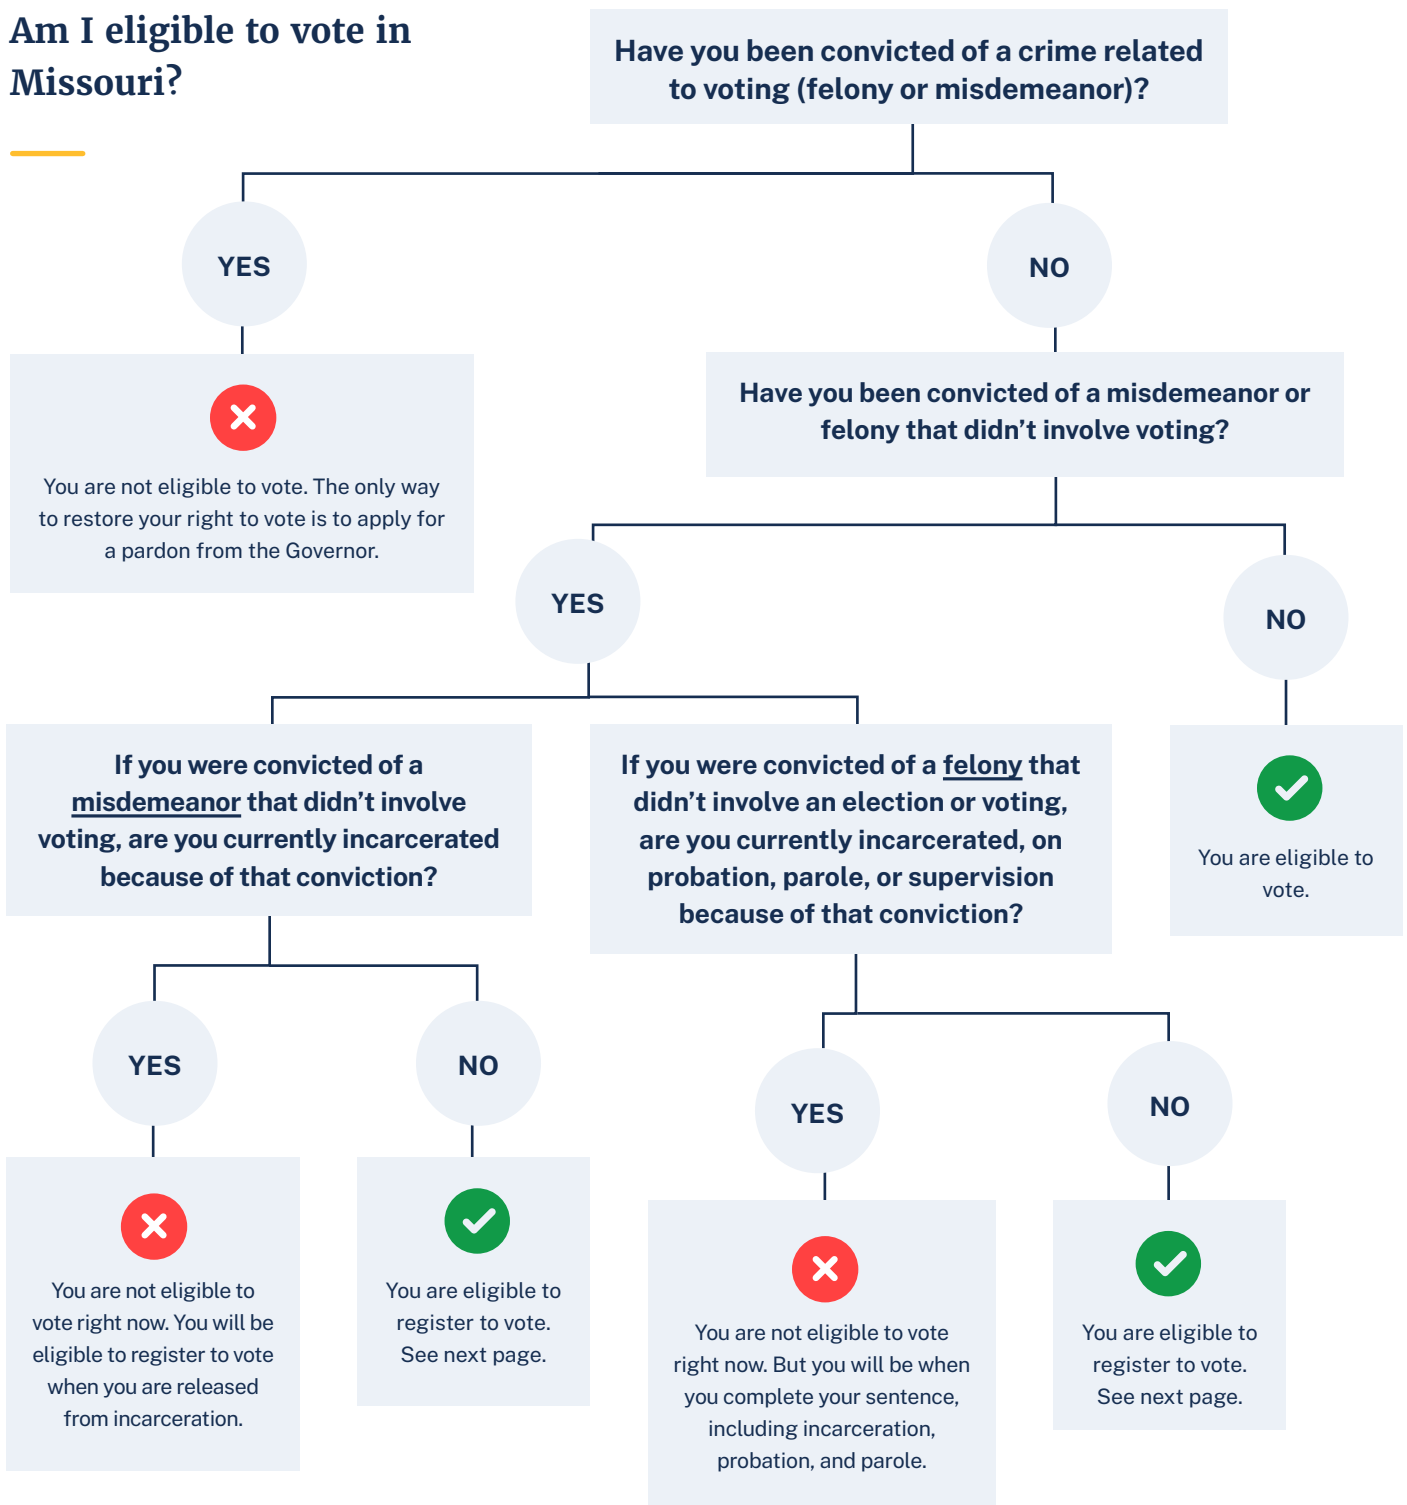 Am I eligible to vote in
Missouri?
Have you been convicted of a crime related
to voting (felony or misdemeanor)?
YES
NO
You are not eligible to vote. The only way
to restore your right to vote is to apply for
a pardon from the Governor.
Have you been convicted of a misdemeanor or
felony that didn’t involve voting?
YES
NO
If you were convicted of a
misdemeanor that didn’t involve
voting, are you currently incarcerated
because of that conviction?
If you were convicted of a felony that
didn’t involve an election or voting,
are you currently incarcerated, on
probation, parole, or supervision
because of that conviction?
You are eligible to
vote.
YES
NO
YES
NO
You are not eligible to
vote right now. You will be
eligible to register to vote
when you are released
from incarceration.
You are eligible to
register to vote.
See next page.
You are not eligible to vote
right now. But you will be when
you complete your sentence,
including incarceration,
probation, and parole.
You are eligible to
register to vote.
See next page.